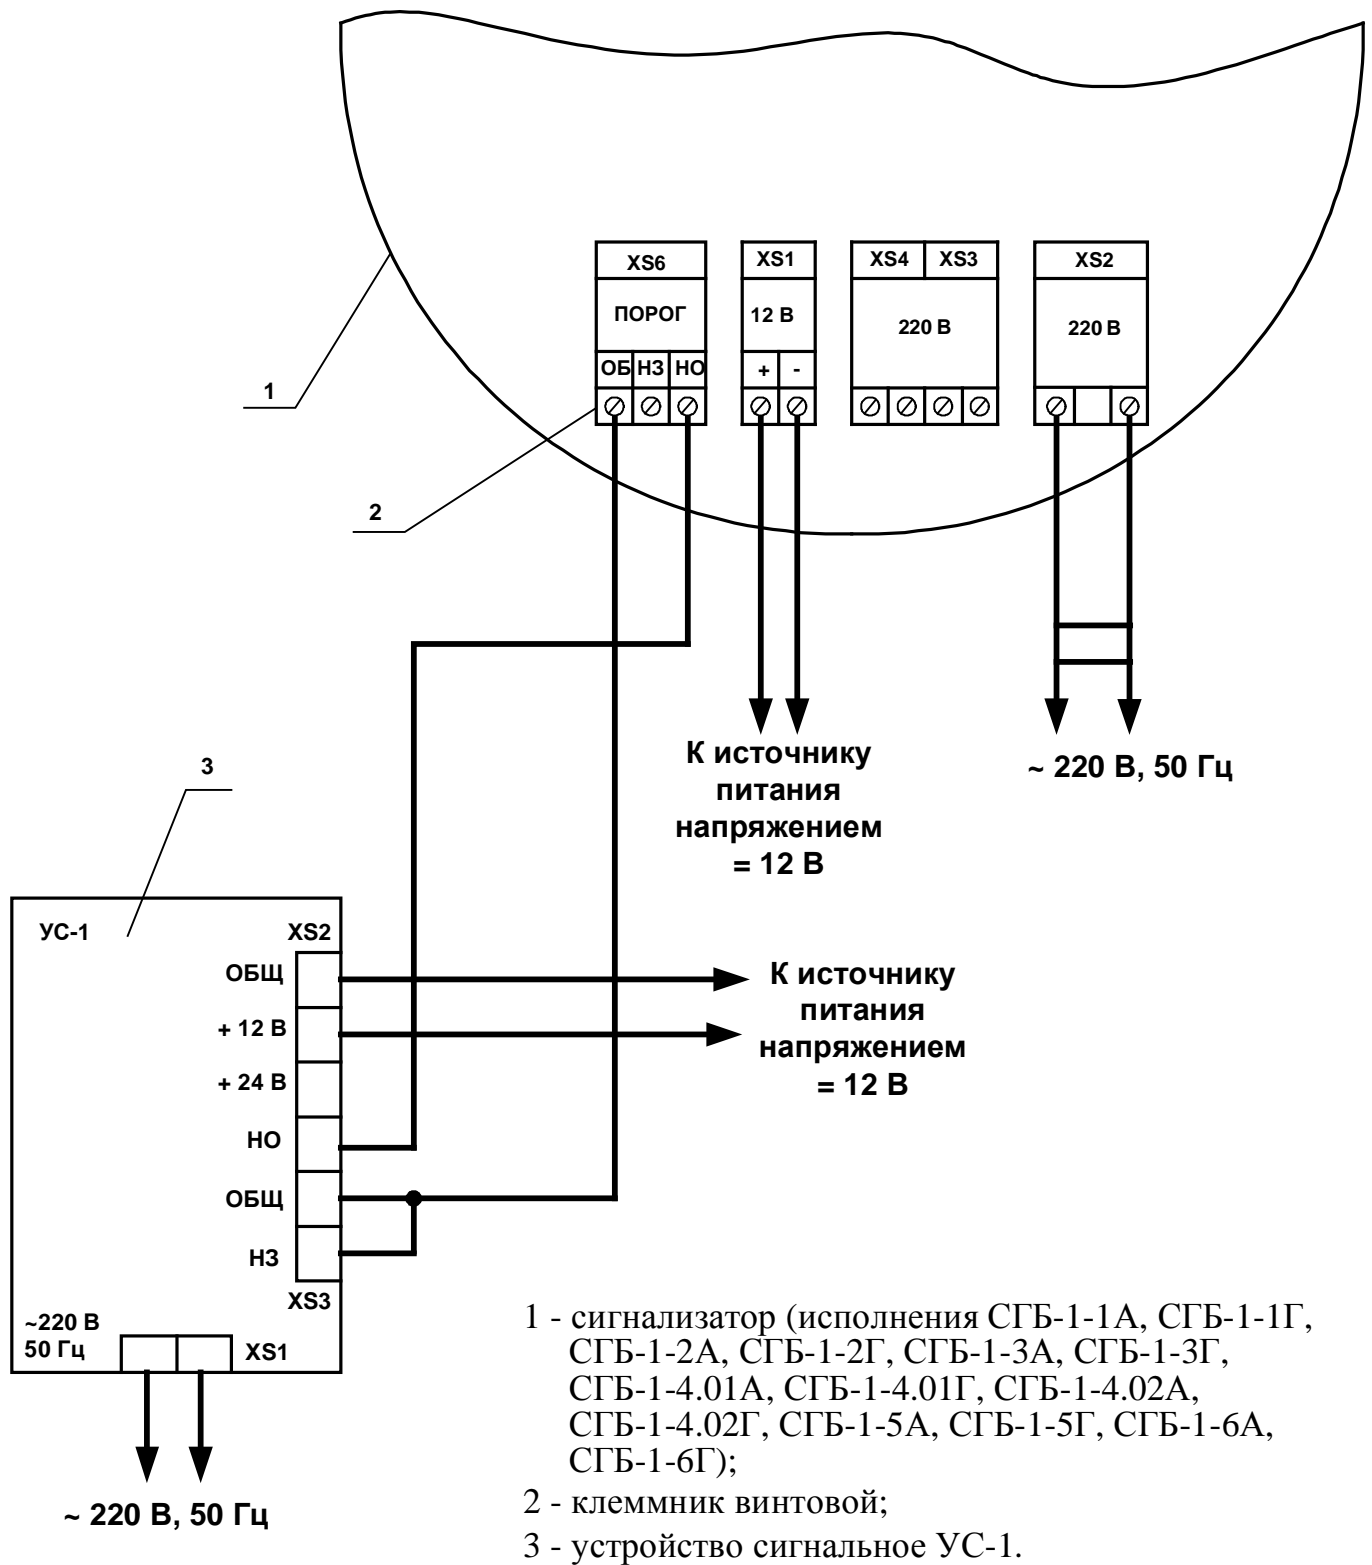 XS6
XS1
XS4
XS3
XS2
ПОРОГ
12 В
220 В
220 В
ОБ
НЗ
НО
+
-
1
2
К источнику
питания
напряжением
= 12 В
~ 220 В, 50 Гц
3
УС-1
XS2
ОБЩ
+ 12 В
+ 24 В
НО
ОБЩ
НЗ
XS3
К источнику
питания
напряжением
= 12 В
~220 В
50 Гц
XS1
~ 220 В, 50 Гц
1 - сигнализатор (исполнения СГБ-1-1А, СГБ-1-1Г,
СГБ-1-2А, СГБ-1-2Г, СГБ-1-3А, СГБ-1-3Г,
СГБ-1-4.01А, СГБ-1-4.01Г, СГБ-1-4.02А,
СГБ-1-4.02Г, СГБ-1-5А, СГБ-1-5Г, СГБ-1-6А,
СГБ-1-6Г);
2 - клеммник винтовой;
3 - устройство сигнальное УС-1.